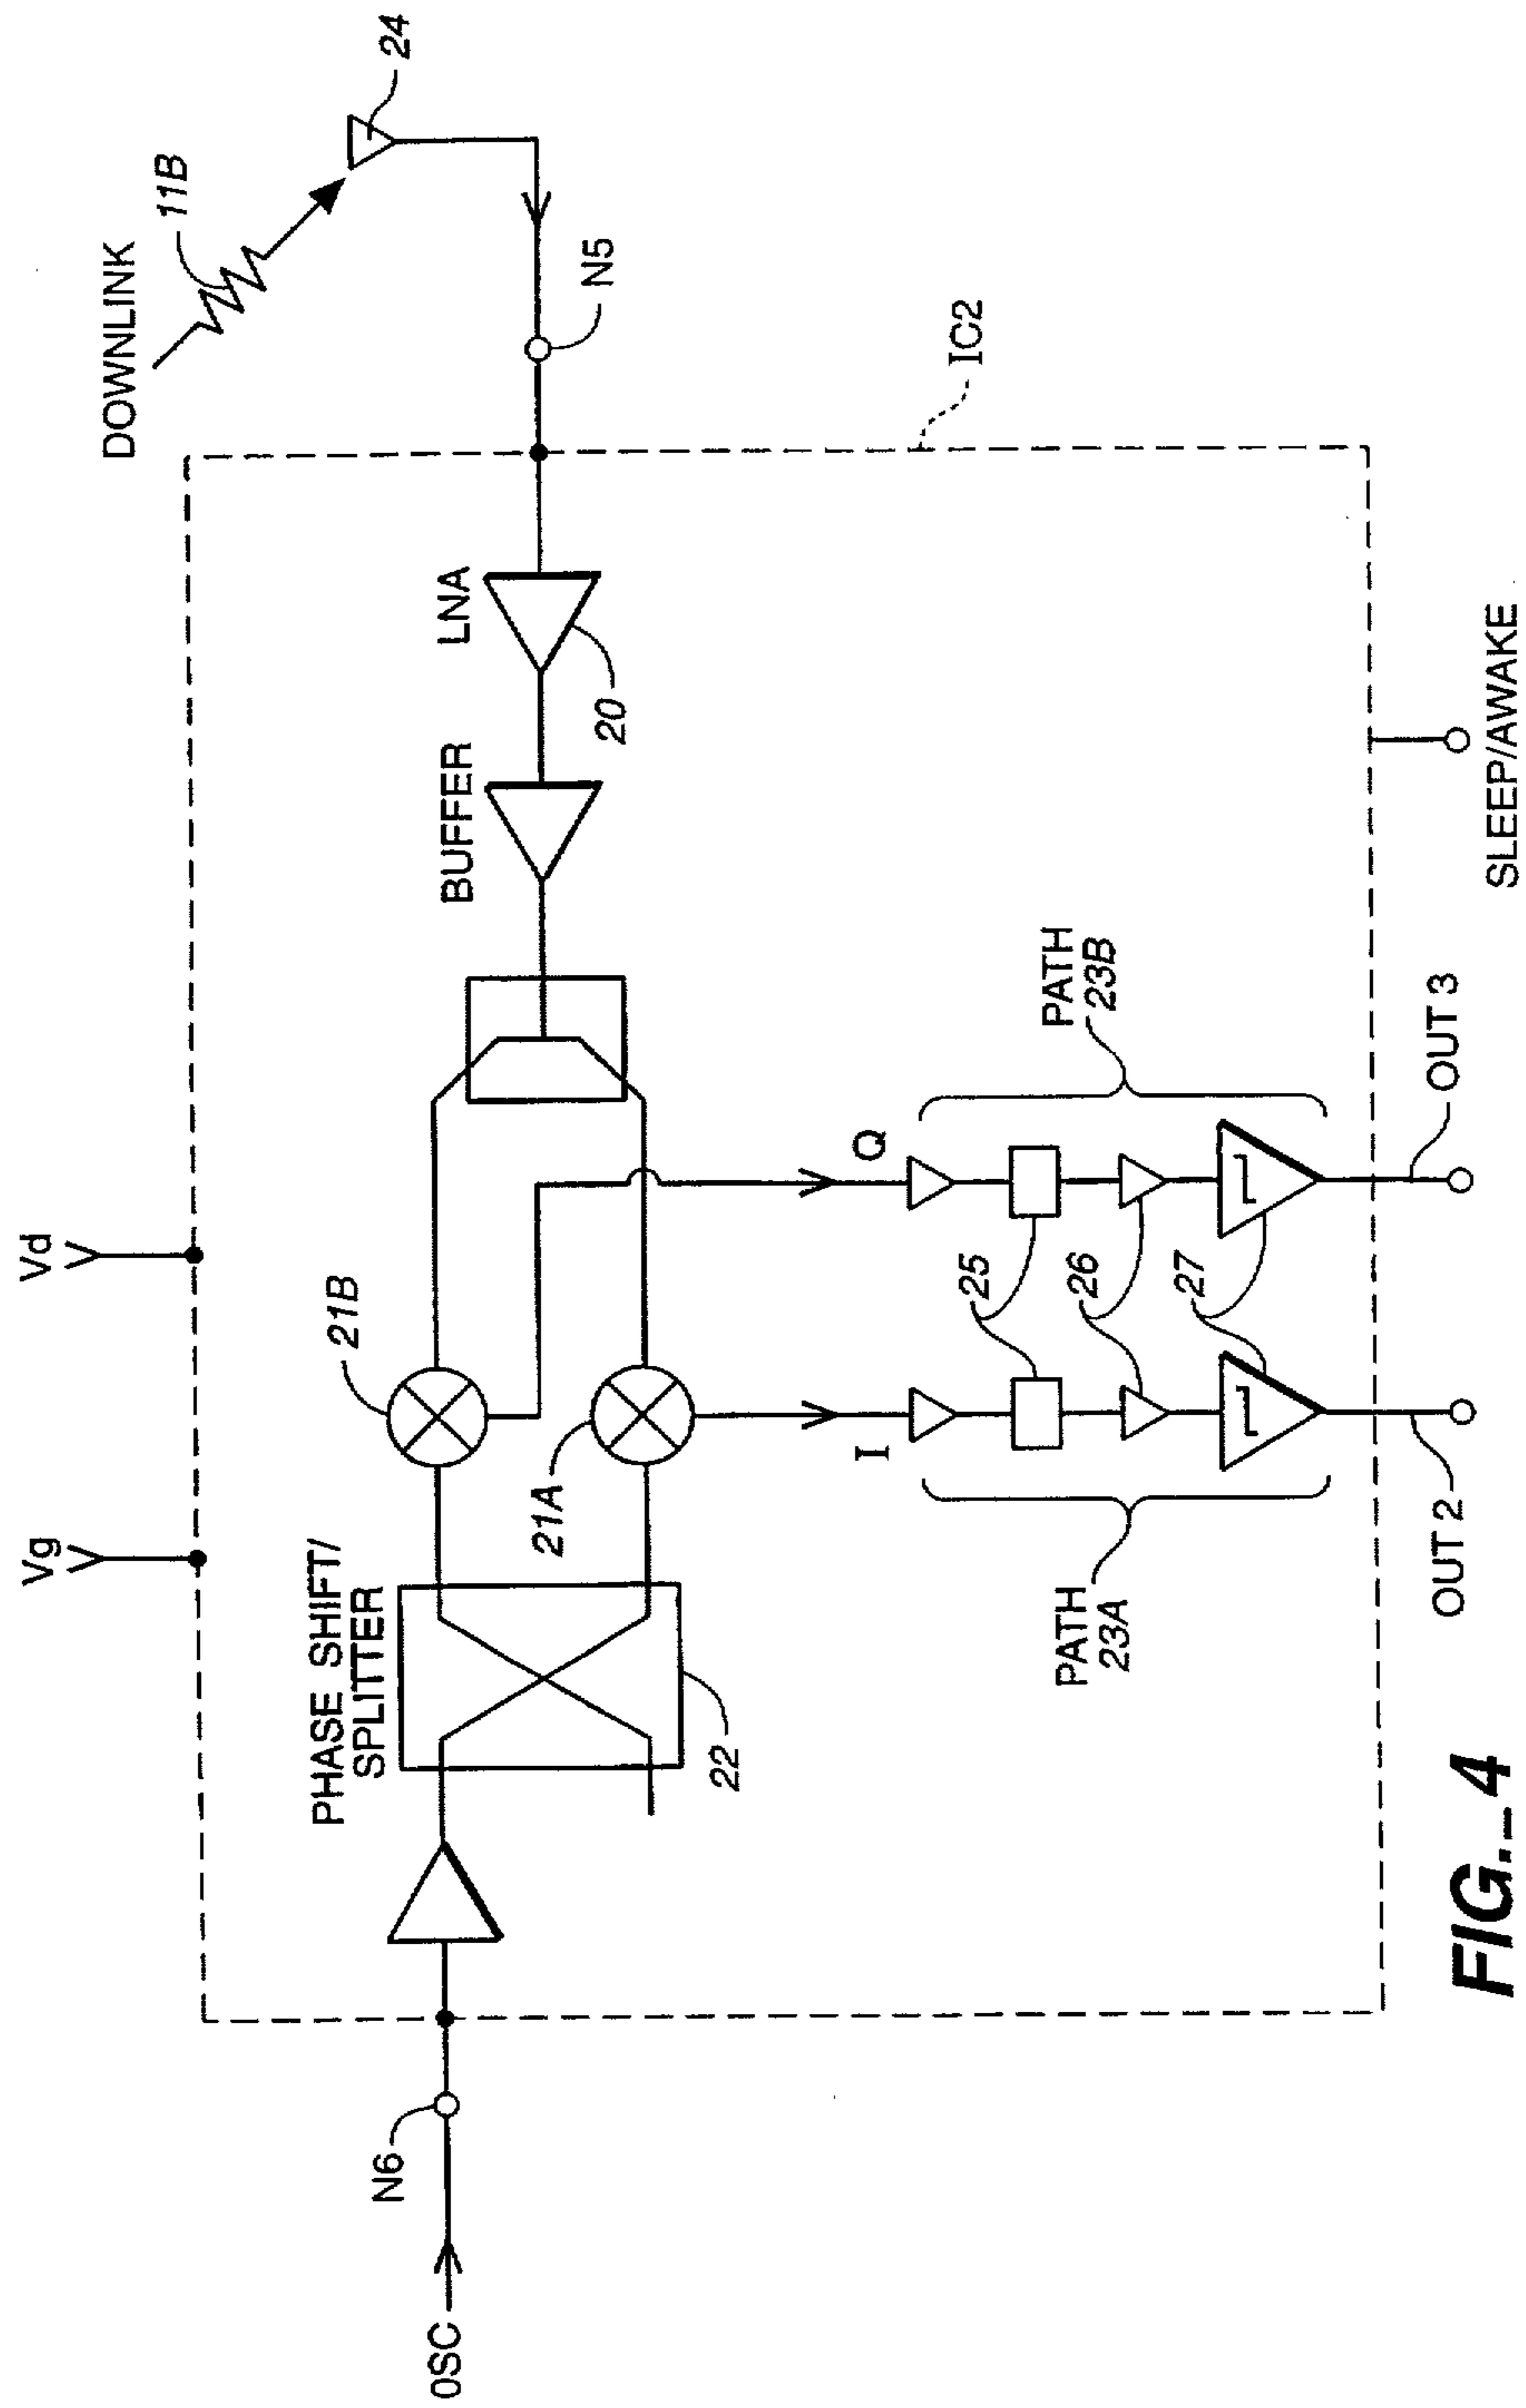 DOWNLINK
11B
24
N5
IC2
Vg
Vd
LNA
20
BUFFER
21B
21A
PHASE SHIFT/
SPLITTER
22
N6
OSC
Q
I
PATH
23B
25
26
27
PATH
23A
OUT 2
OUT 3
SLEEP/AWAKE
FIG._4